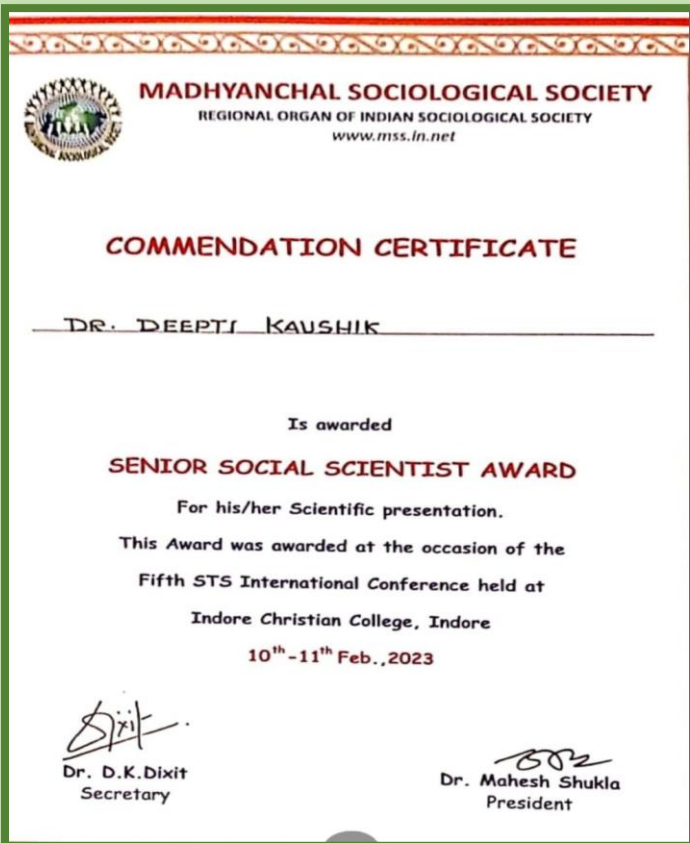 MADHYANCHAL SOCIOLOGICAL SOCIETY
REGIONAL ORGAN OF INDIAN SOCIOLOGICAL SOCIETY
www.mss.in.net
COMMENDATION CERTIFICATE
DR. DEEPTI KAUSHIK
Is awarded
SENIOR SOCIAL SCIENTIST AWARD
For his/her Scientific presentation.
This Award was awarded at the occasion of the
Fifth STS International Conference held at
Indore Christian College, Indore
10th-11th Feb.,2023
Dixit
Dr. D.K.Dixit
Secretary
Dr. Mahesh Shukla
President